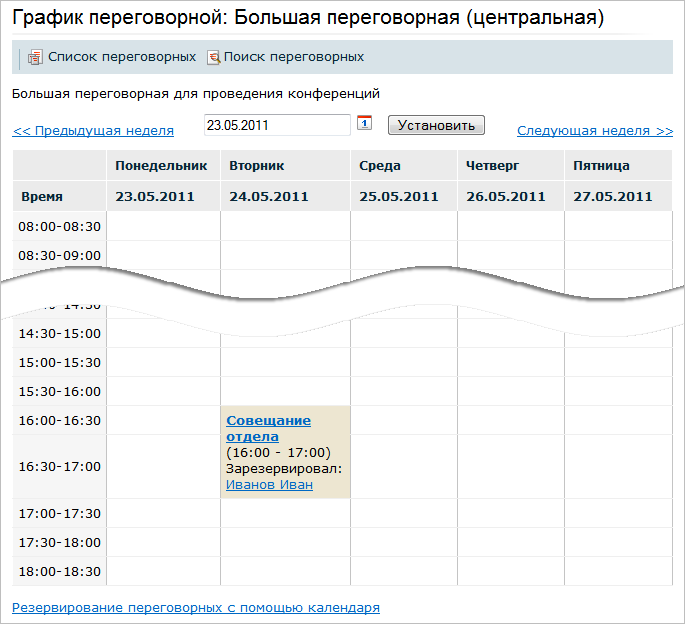 График переговорной: Большая переговорная (центральная)
Список переговорных Поиск переговорных
Большая переговорная для проведения конференций
<< Предыдущая неделя 23.05.2011 1 Установить Следующая неделя >>
Понедельник Вторник Среда Четверг Пятница
Время 23.05.2011 24.05.2011 25.05.2011 26.05.2011 27.05.2011
08:00-08:30
08:30-09:00
14:30-15:00
15:00-15:30
15:30-16:00
16:00-16:30 Совещание
отдела
(16:00 - 17:00)
16:30-17:00 Зарезервировал:
Иванов Иван
17:00-17:30
17:30-18:00
18:00-18:30
Резервирование переговорных с помощью календаря